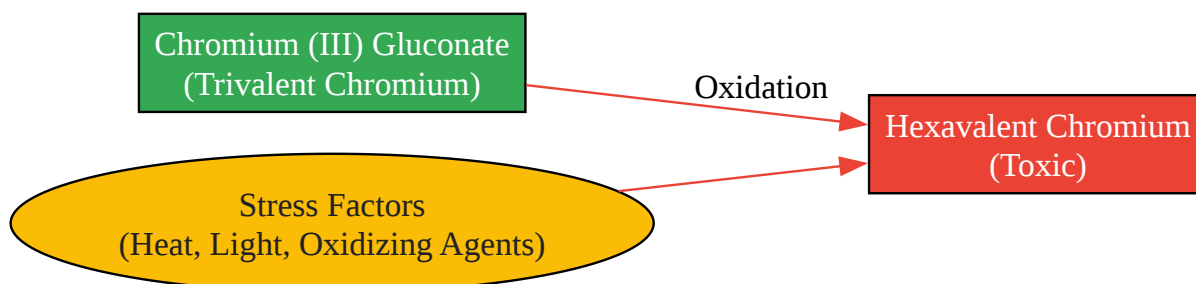 Chromium (III) Gluconate
(Trivalent Chromium)
Oxidation
Hexavalent Chromium
(Toxic)
Stress Factors
(Heat, Light, Oxidizing Agents)